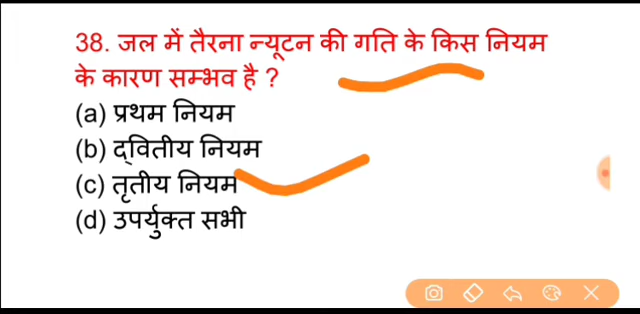 38. जल में तैरना न्यूटन की गति के किस नियम
के कारण सम्भव है ?
(a) प्रथम नियम
(b) द्वितीय नियम
(c) तृतीय नियम
(d) उपर्युक्त सभी